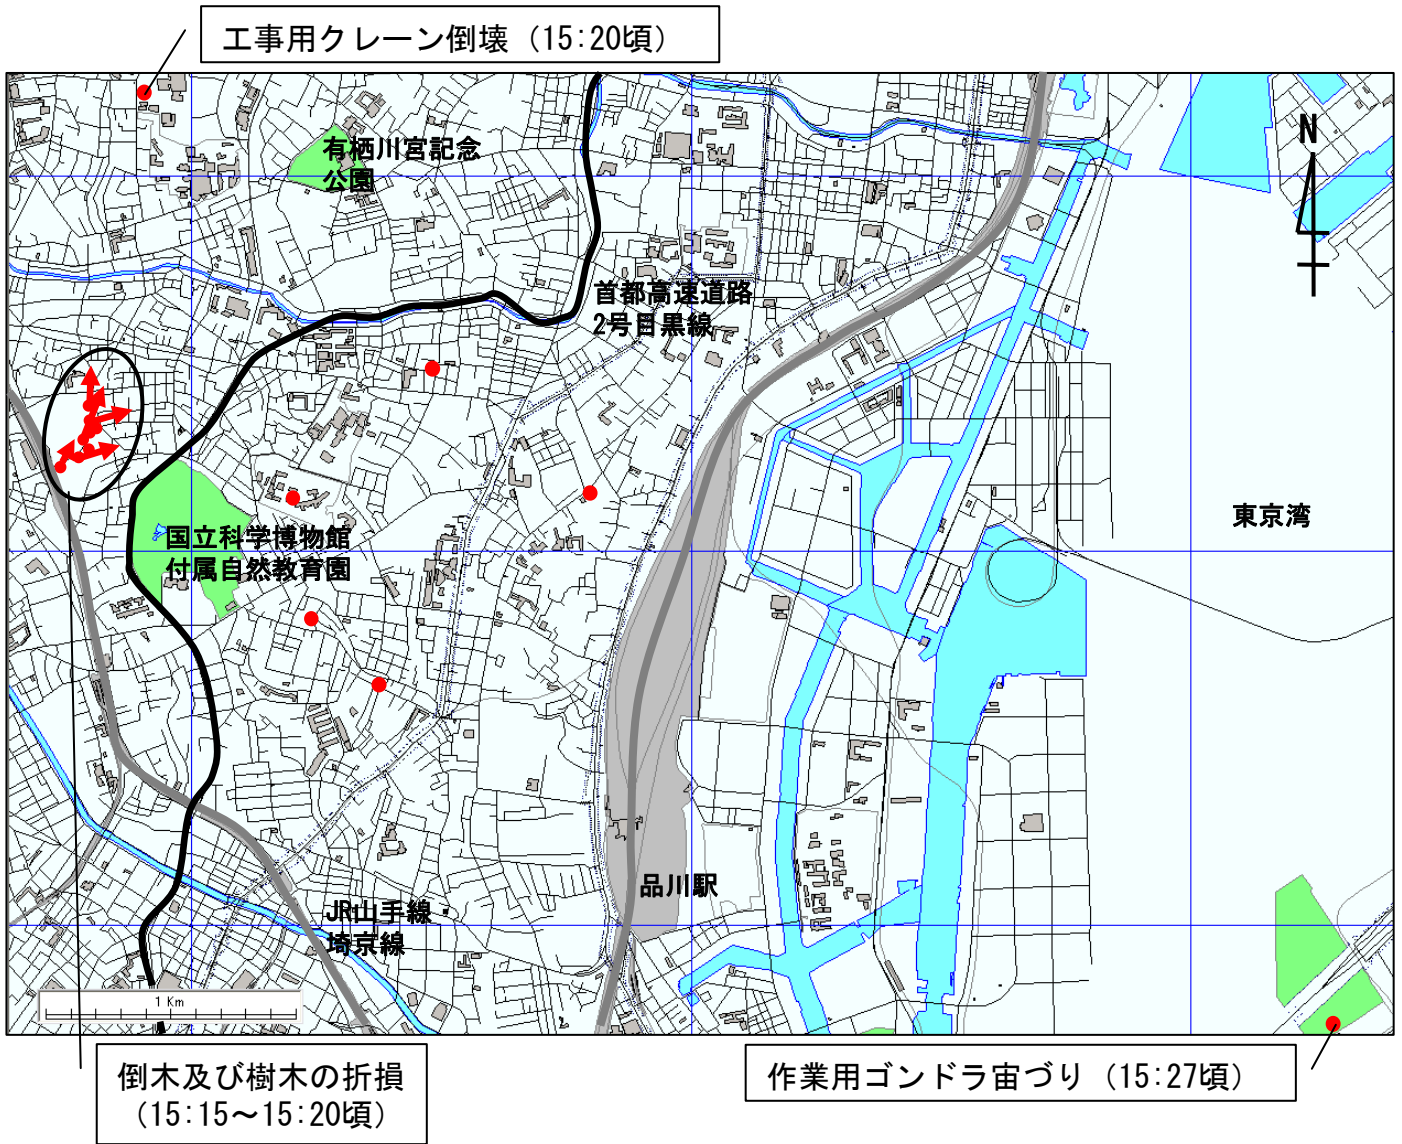 工事用クレーン倒壊（15:20頃）
N
有栖川宮記念
公園
首都高速道路
2号目黒線
東京湾
国立科学博物館
付属自然教育園
品川駅
JR山手線・
埼京線
1 Km
倒木及び樹木の折損
（15:15～15:20頃）
作業用ゴンドラ宙づり（15:27頃）